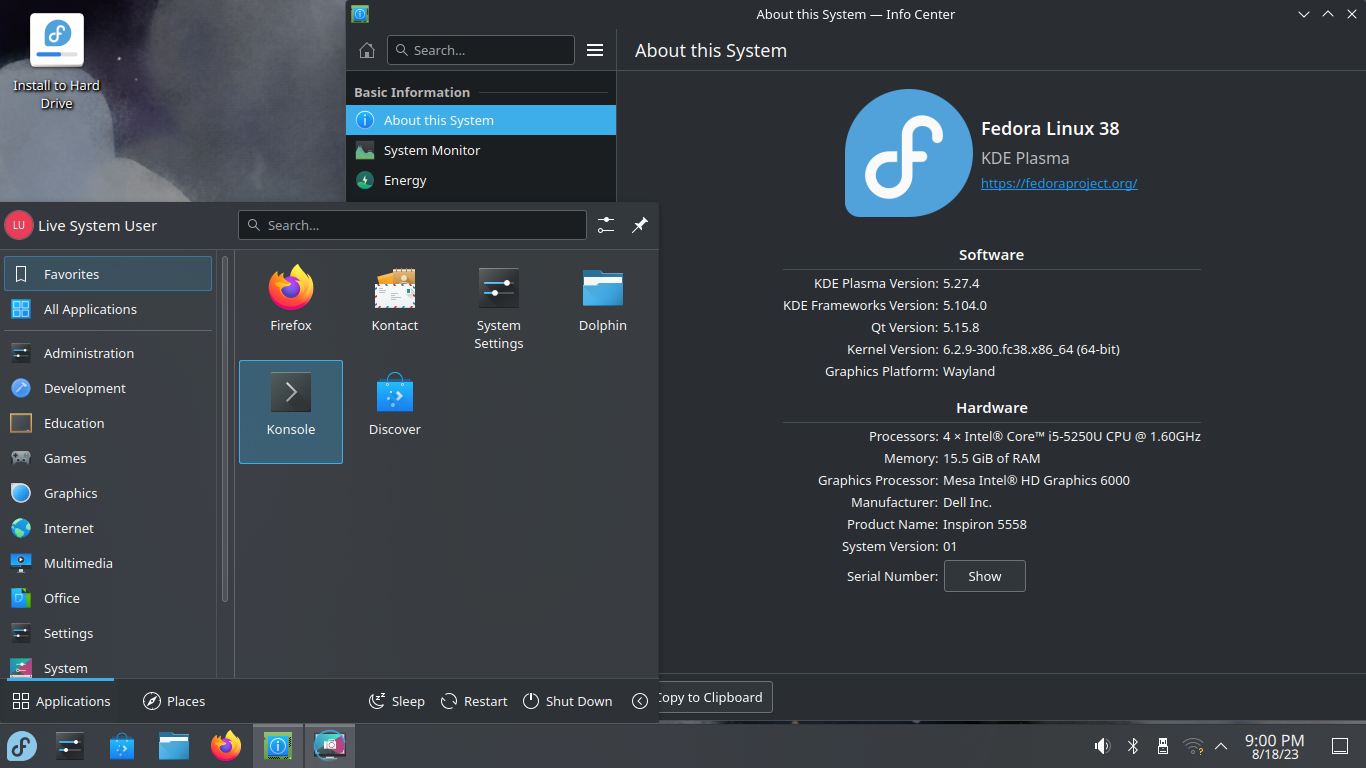 Install to Hard
Drive
About this System — Info Center
Search...
About this System
Basic Information
About this System
System Monitor
Energy
Fedora Linux 38
KDE Plasma
https://fedoraproject.org/
Software
KDE Plasma Version: 5.27.4
KDE Frameworks Version: 5.104.0
Qt Version: 5.15.8
Kernel Version: 6.2.9-300.fc38.x86_64 (64-bit)
Graphics Platform: Wayland
Hardware
Processors: 4 × Intel® Core™ i5-5250U CPU @ 1.60GHz
Memory: 15.5 GiB of RAM
Graphics Processor: Mesa Intel® HD Graphics 6000
Manufacturer: Dell Inc.
Product Name: Inspiron 5558
System Version: 01
Serial Number: Show
Copy to Clipboard
LU Live System User
Search...
Favorites
All Applications
Administration
Development
Education
Games
Graphics
Internet
Multimedia
Office
Settings
System
Firefox
Kontact
System
Settings
Dolphin
Konsole
Discover
Applications
Places
Sleep
Restart
Shut Down
9:00 PM
8/18/23